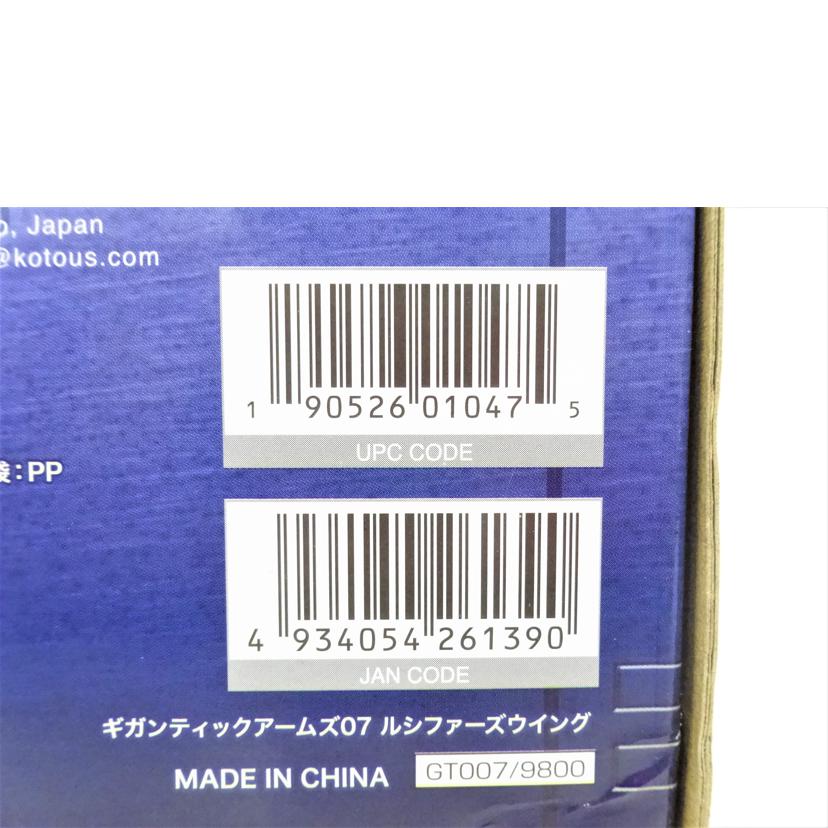 o, Japan
@kotous.com
1 90526 01047 5
UPC CODE
袋:PP
4 934054 261390
JAN CODE
ギガンティックアームズ07 ルシファーズウイング
MADE IN CHINA
GT007/9800